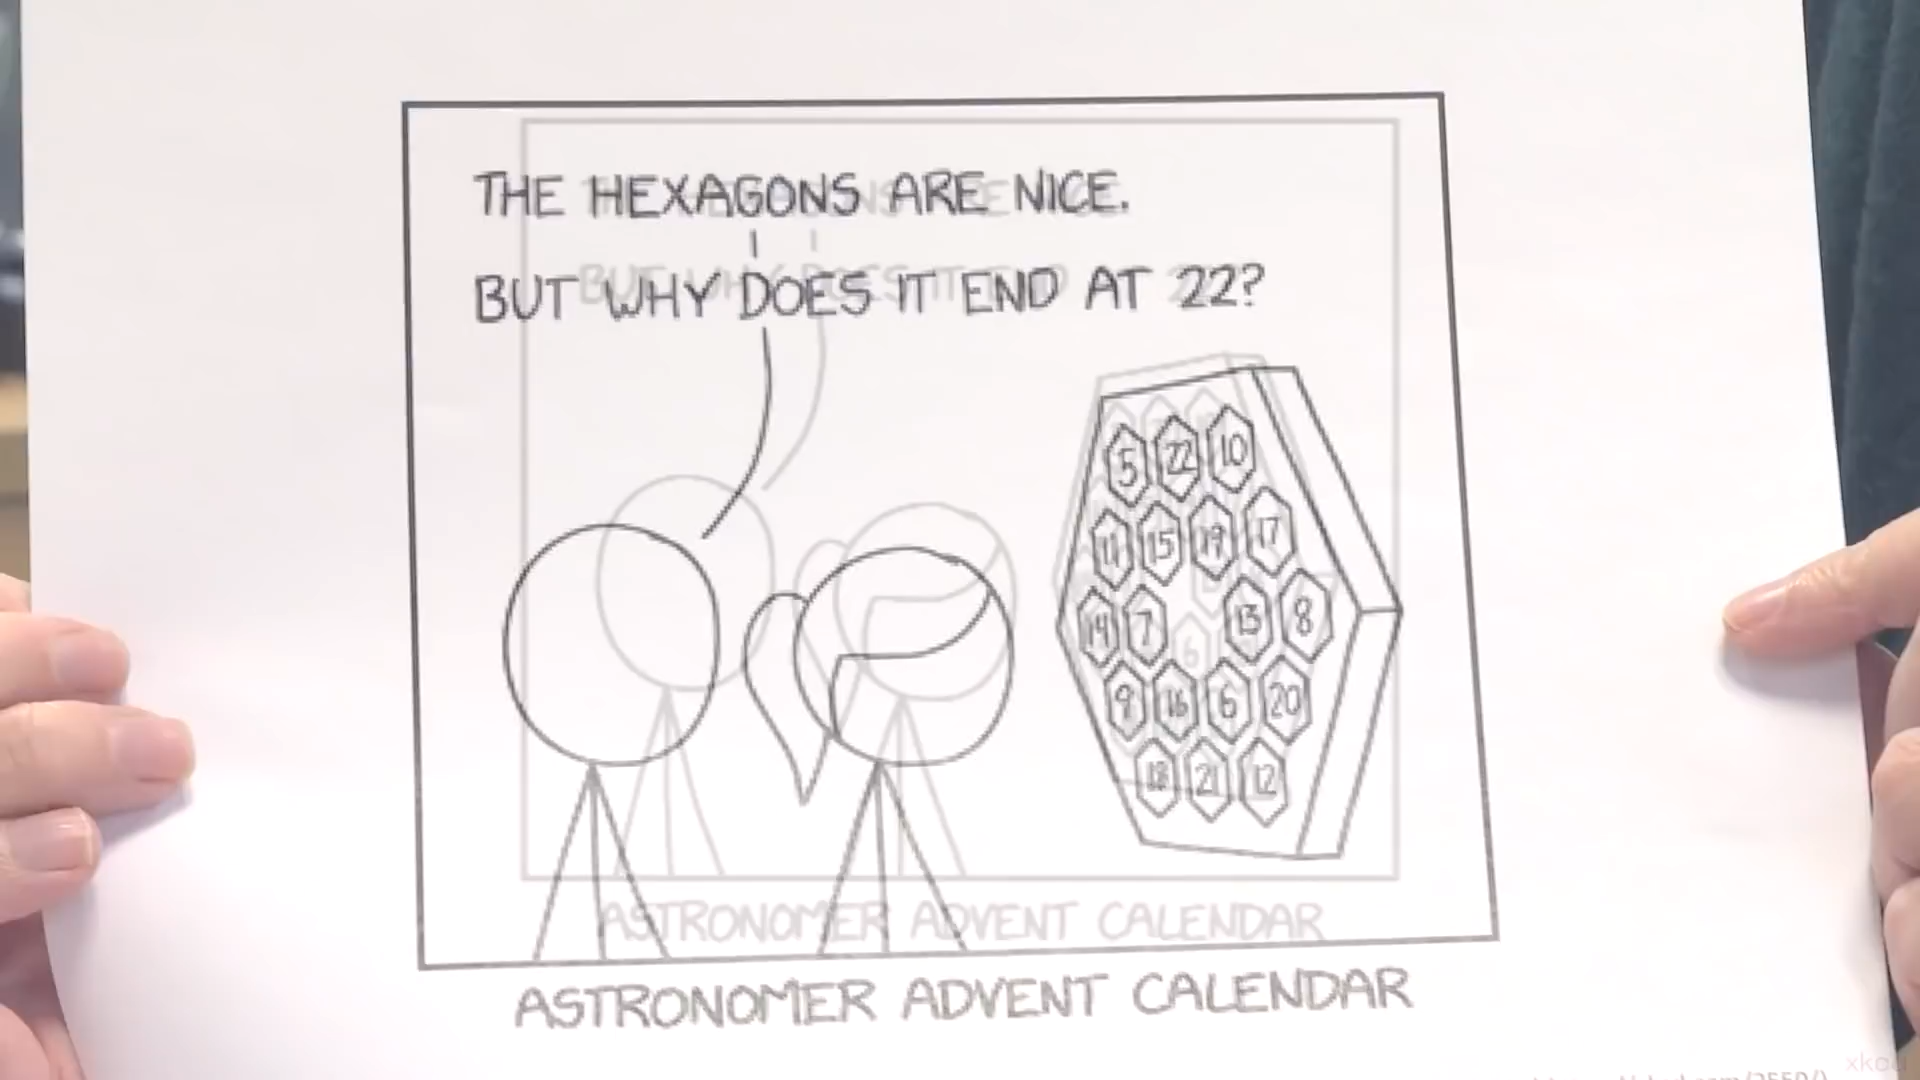 THE HEXAGONS ARE NICE.
BUT WHY DOES IT END AT 22?
5 22 10
11 15 19 17
14 7 13 8
9 16 6 20
18 21 12
ASTRONOMER ADVENT CALENDAR
ASTRONOMER ADVENT CALENDAR